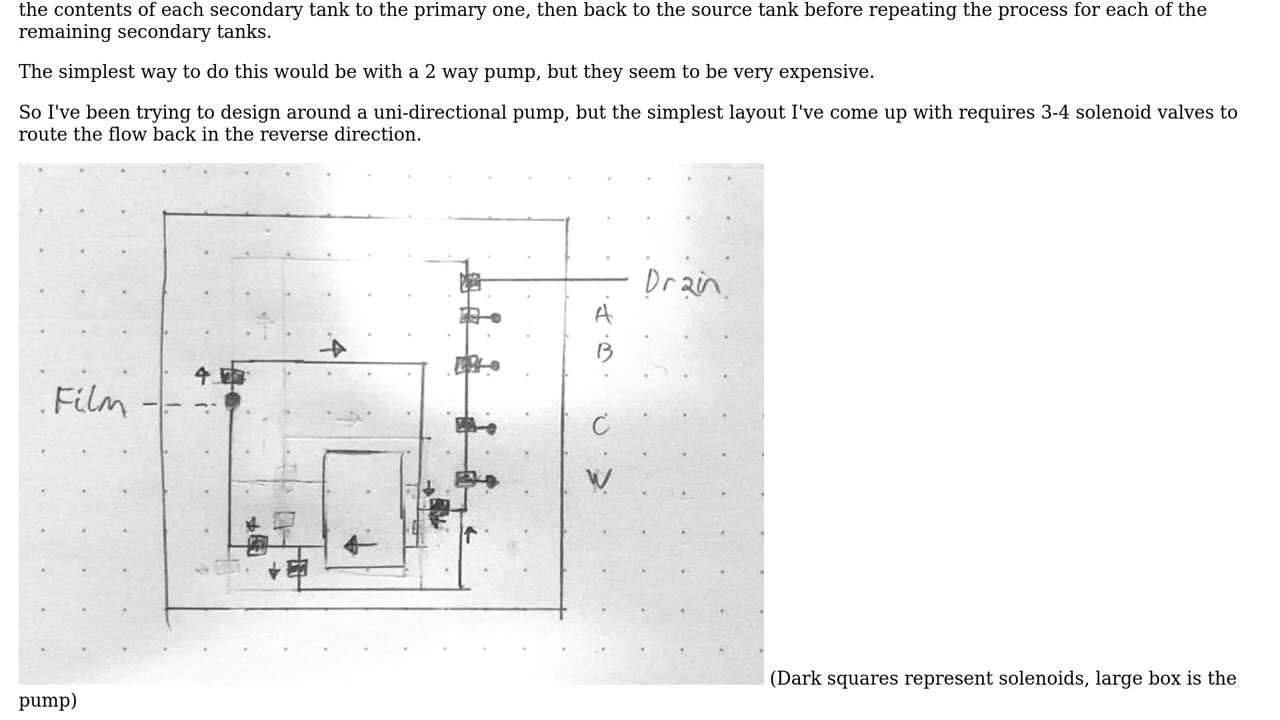 the contents of each secondary tank to the primary one, then back to the source tank before repeating the process for each of the
remaining secondary tanks.
The simplest way to do this would be with a 2 way pump, but they seem to be very expensive.
So I've been trying to design around a uni-directional pump, but the simplest layout I've come up with requires 3-4 solenoid valves to
route the flow back in the reverse direction.
Drain
A
B
Film
C
W
(Dark squares represent solenoids, large box is the
pump)